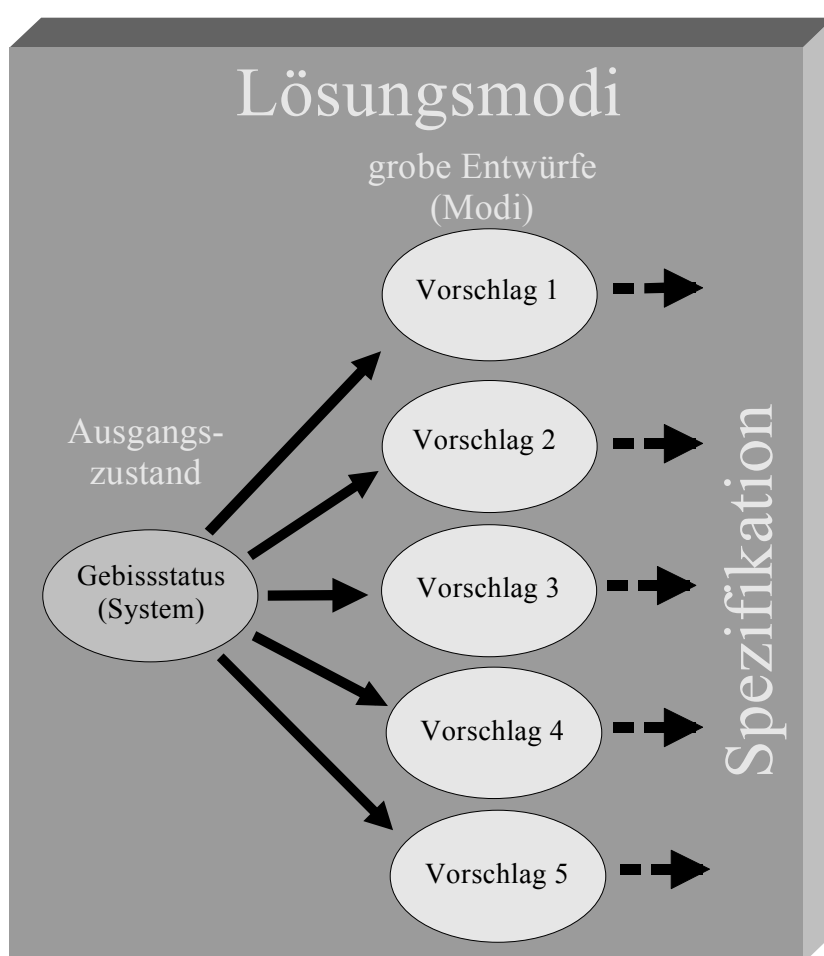 Lösungsmodi
grobe Entwürfe
(Modi)
Vorschlag 1
Vorschlag 2
Ausgangs-
zustand
Gebissstatus
(System)
Vorschlag 3
Vorschlag 4
Vorschlag 5
Spezifikation